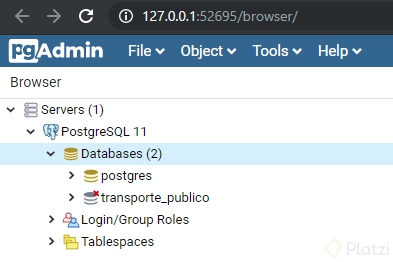 127.0.0.1:52695/browser/
pgAdmin File Object Tools Help
Browser
Servers (1)
PostgreSQL 11
Databases (2)
postgres
transporte_publico
Login/Group Roles
Tablespaces
Platzi